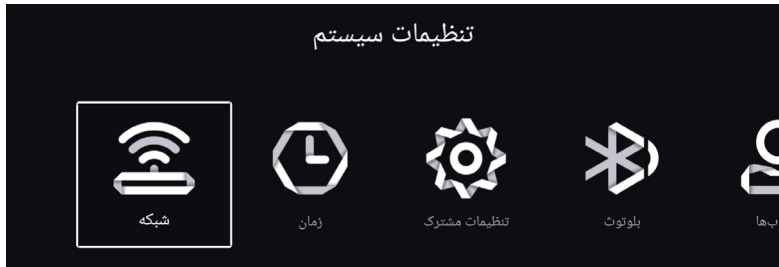 تنظیمات سیستم
شبکه
زمان
تنظیمات مشترک
بلوتوث